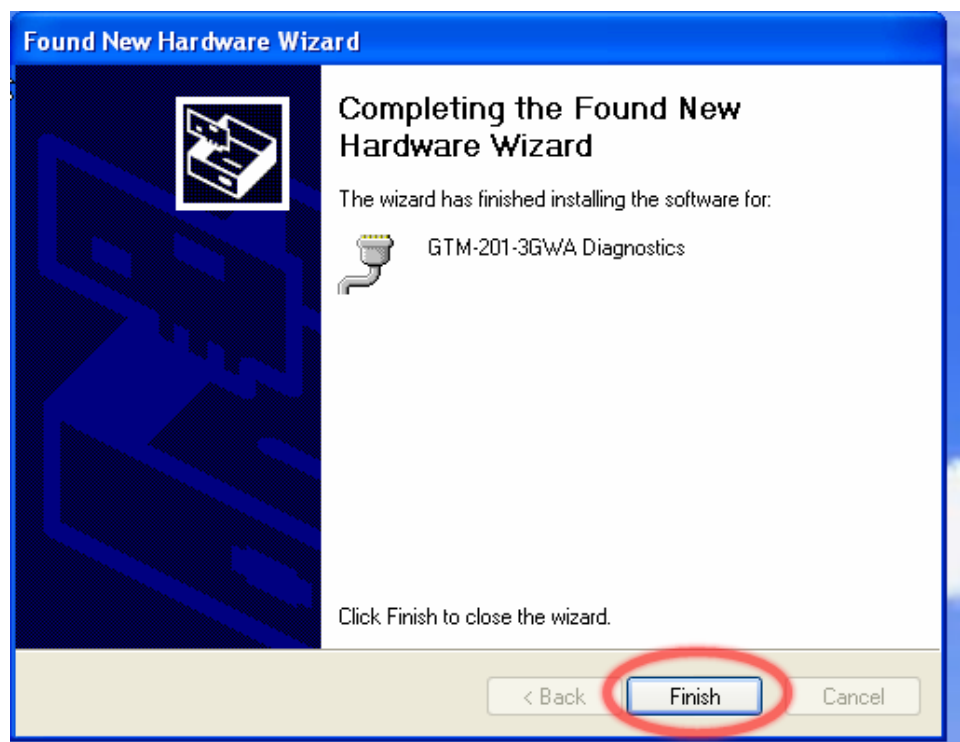 Found New Hardware Wizard
Completing the Found New
Hardware Wizard
The wizard has finished installing the software for:
GTM-201-3GWA Diagnostics
Click Finish to close the wizard.
< Back
Finish
Cancel